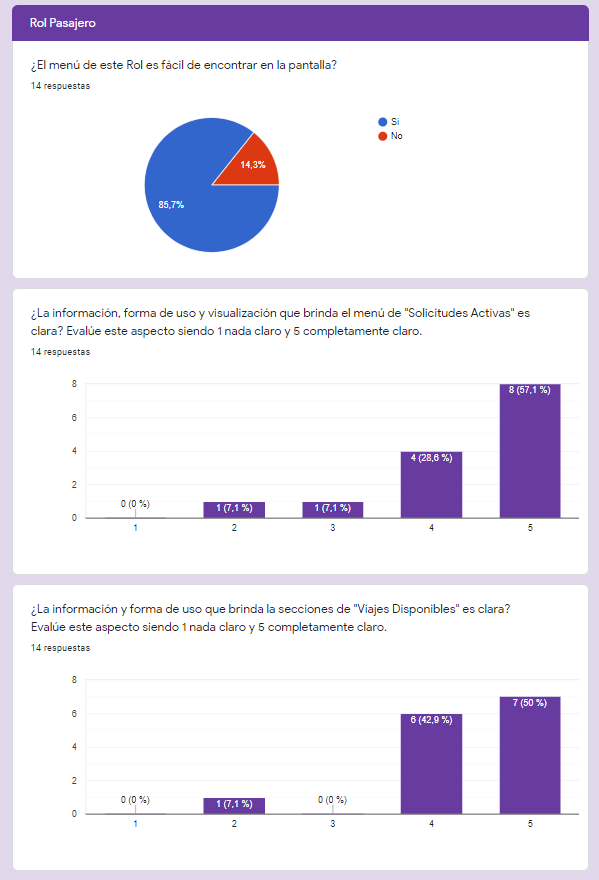 Rol Pasajero
¿El menú de este Rol es fácil de encontrar en la pantalla?
14 respuestas
Si
No
14,3%
85,7%
¿La información, forma de uso y visualización que brinda el menú de "Solicitudes Activas" es
clara? Evalúe este aspecto siendo 1 nada claro y 5 completamente claro.
14 respuestas
8
6
4
2
0
0 (0 %)
1 (7,1 %)
1 (7,1 %)
4 (28,6 %)
8 (57,1 %)
1
2
3
4
5
¿La información y forma de uso que brinda la secciones de "Viajes Disponibles" es clara?
Evalúe este aspecto siendo 1 nada claro y 5 completamente claro.
14 respuestas
8
6
4
2
0
0 (0 %)
1 (7,1 %)
0 (0 %)
6 (42,9 %)
7 (50 %)
1
2
3
4
5